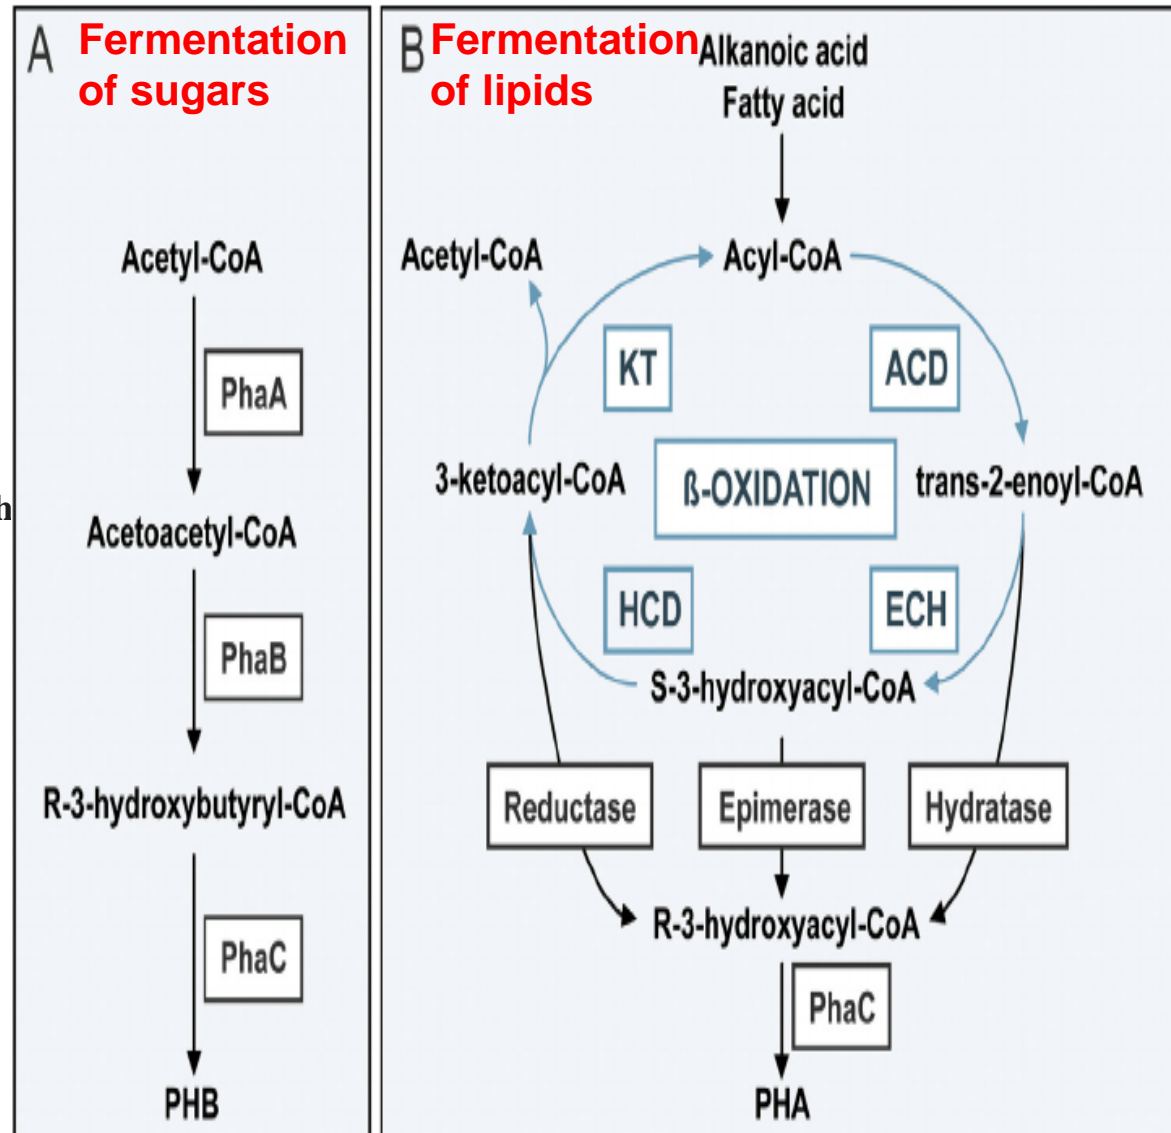 A Fermentation
of sugars
Acetyl-CoA
PhaA
h
Acetoacetyl-CoA
PhaB
R-3-hydroxybutyryl-CoA
PhaC
PHB
B Fermentation
of lipids
Alkanoic acid
Fatty acid
Acetyl-CoA
Acyl-CoA
KT
ACD
3-ketoacyl-CoA
ß-OXIDATION
trans-2-enoyl-CoA
HCD
ECH
S-3-hydroxyacyl-CoA
Reductase
Epimerase
Hydratase
R-3-hydroxyacyl-CoA
PhaC
PHA